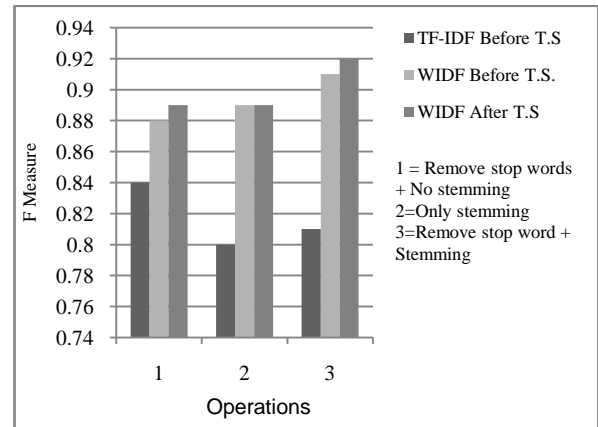 0.94
0.92
0.9
0.88
0.86
0.84
0.82
0.8
0.78
0.76
0.74
F Measure
1
2
3
Operations
TF-IDF Before T.S
WIDF Before T.S.
WIDF After T.S
1 = Remove stop words
+ No stemming
2=Only stemming
3=Remove stop word +
Stemming